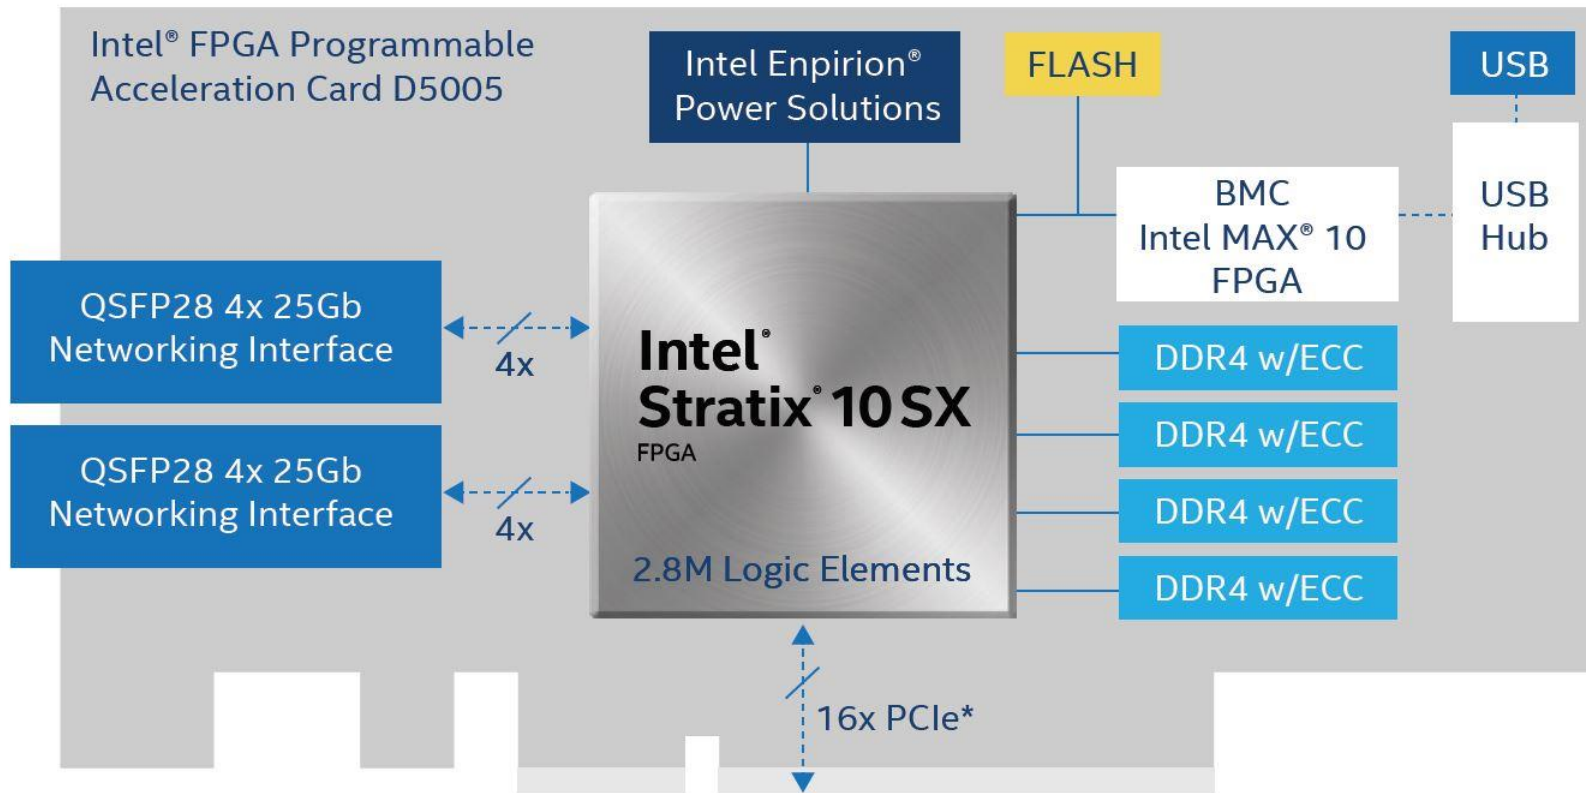 Intel® FPGA Programmable
Acceleration Card D5005
Intel Enpirion®
Power Solutions
FLASH
USB
BMC
Intel MAX® 10
FPGA
USB
Hub
QSFP28 4x 25Gb
Networking Interface
4x
QSFP28 4x 25Gb
Networking Interface
4x
Intel®
Stratix® 10 SX
FPGA
2.8M Logic Elements
DDR4 w/ECC
DDR4 w/ECC
DDR4 w/ECC
DDR4 w/ECC
16x PCIe*